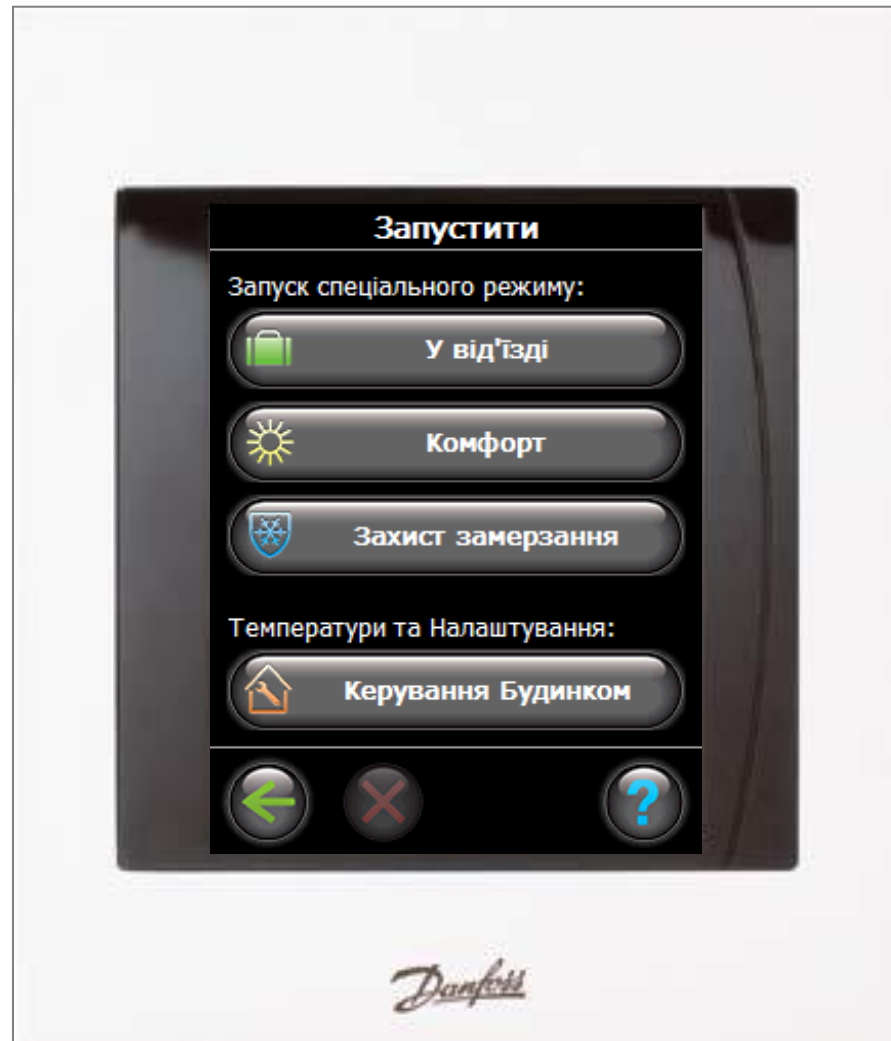 Запустити
Запуск спеціального режиму:
У від'їзді
Комфорт
Захист замерзання
Температури та Налаштування:
Керування Будинком
?
Danfoss